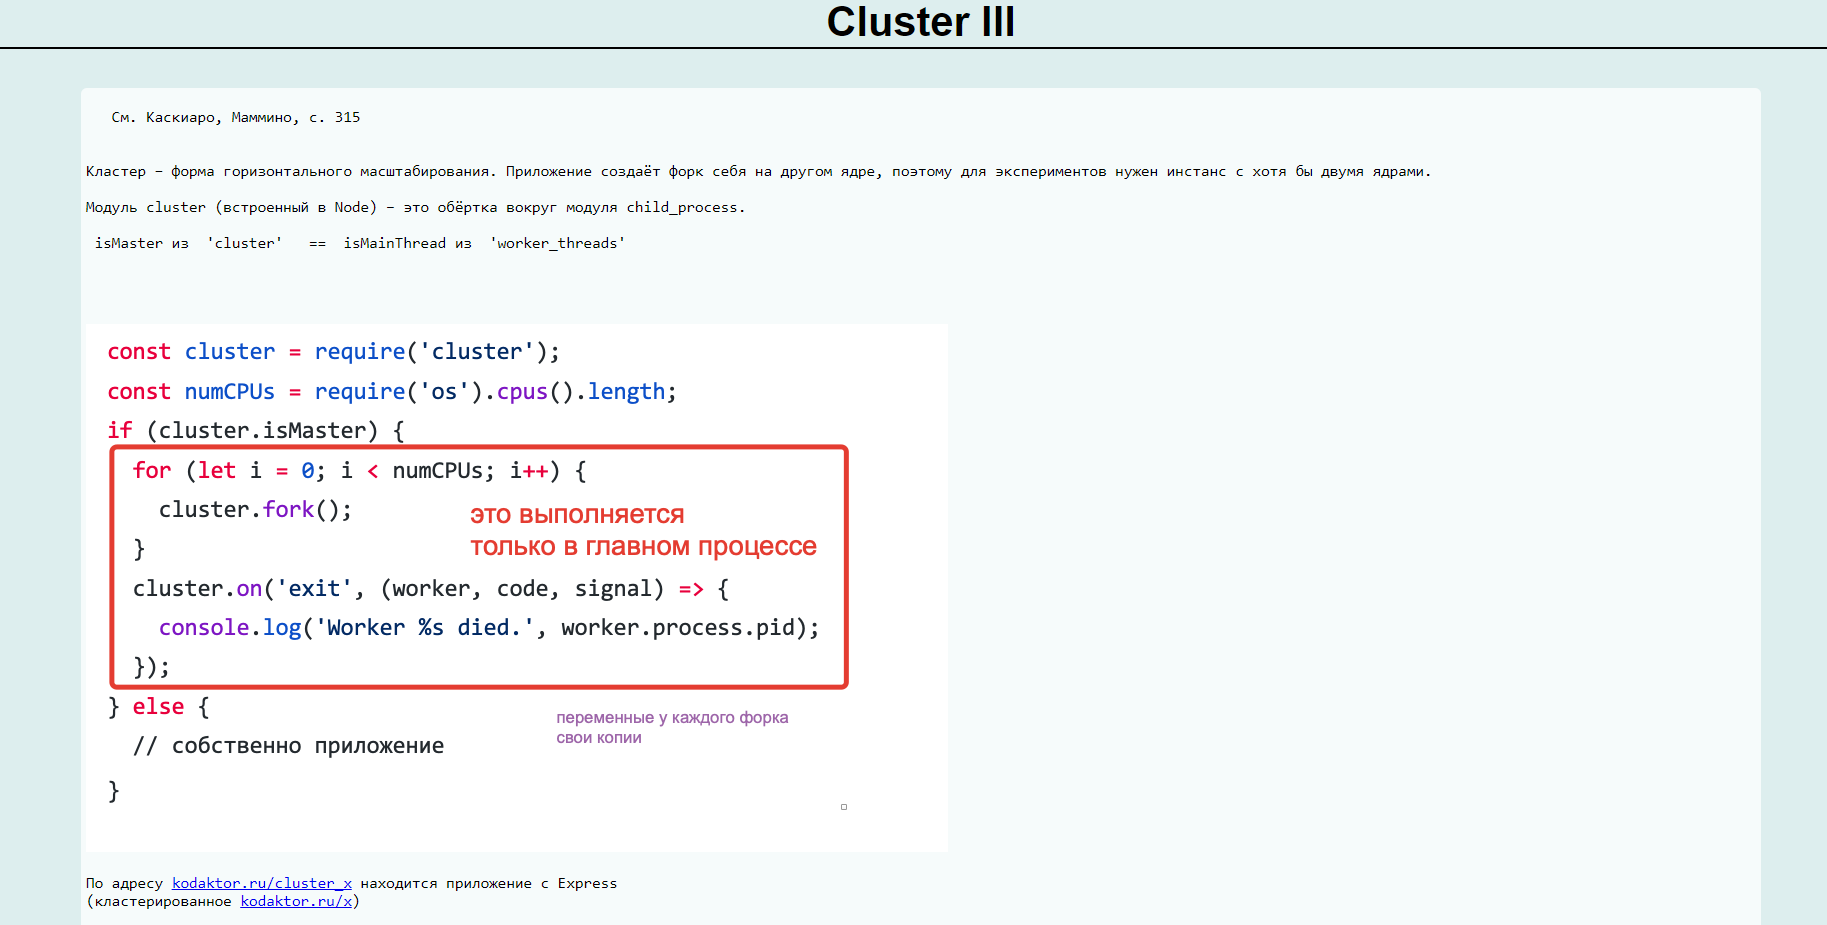 Cluster III
См. Каскиаро, Маммино, с. 315
Кластер – форма горизонтального масштабирования. Приложение создаёт форк себя на другом ядре, поэтому для экспериментов нужен инстанс с хотя бы двумя ядрами.
Модуль cluster (встроенный в Node) – это обёртка вокруг модуля child_process.
isMaster из 'cluster' == isMainThread из 'worker_threads'
const cluster = require('cluster');
const numCPUs = require('os').cpus().length;
if (cluster.isMaster) {
for (let i = 0; i < numCPUs; i++) {
cluster.fork();
}
это выполняется
только в главном процессе
cluster.on('exit', (worker, code, signal) => {
console.log('Worker %s died.', worker.process.pid);
});
} else {
// собственно приложение
}
переменные у каждого форка
свои копии
По адресу kodaktor.ru/cluster_x находится приложение с Express
(кластерированное kodaktor.ru/x)